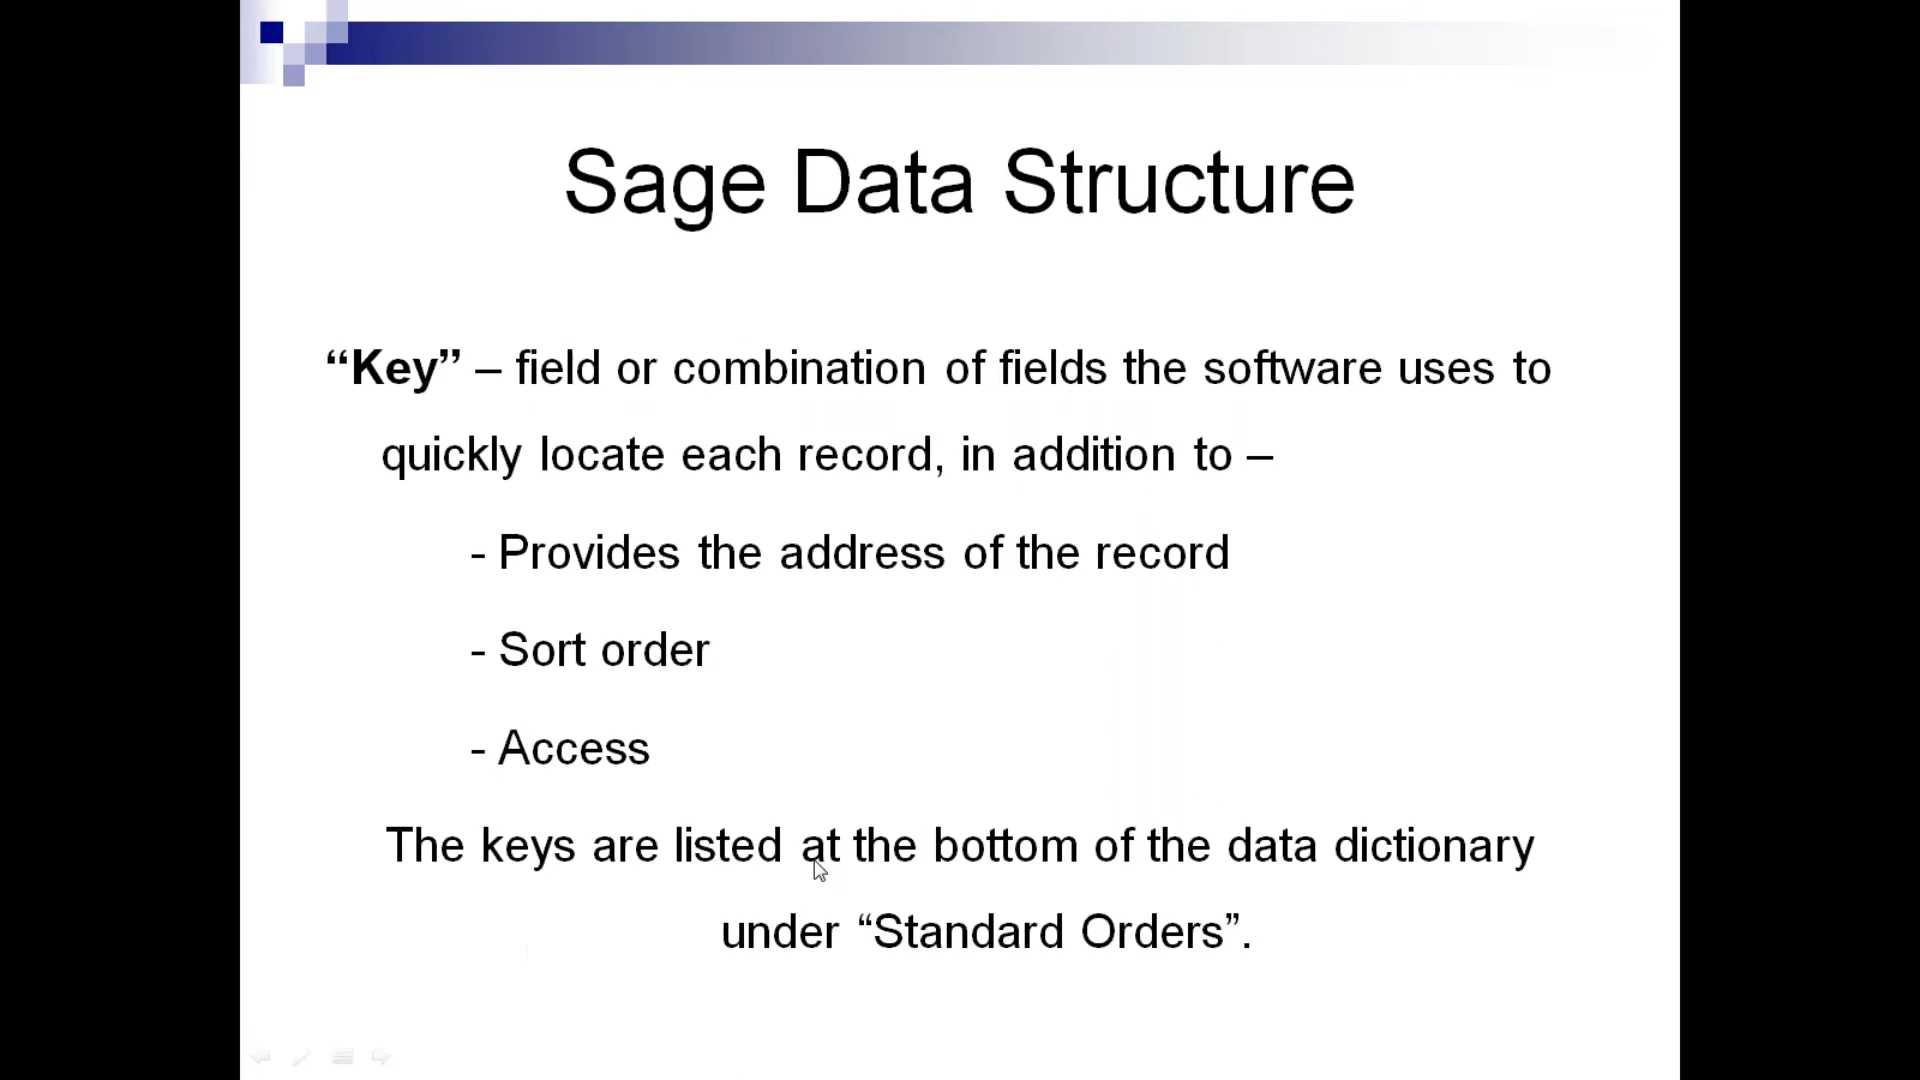 Sage Data Structure
“Key” – field or combination of fields the software uses to
quickly locate each record, in addition to –
- Provides the address of the record
- Sort order
- Access
The keys are listed at the bottom of the data dictionary
under “Standard Orders”.